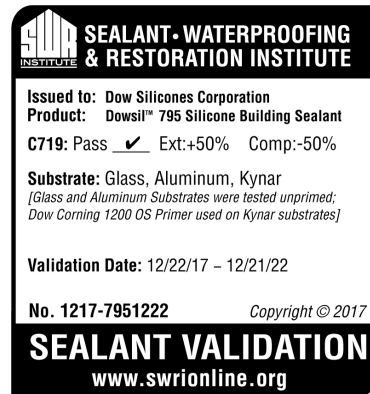 SWR
INSTITUTE
SEALANT • WATERPROOFING
& RESTORATION INSTITUTE
Issued to: Dow Silicones Corporation
Product: Dowsil™ 795 Silicone Building Sealant
C719: Pass ✔ Ext:+50% Comp:-50%
Substrate: Glass, Aluminum, Kynar
[Glass and Aluminum Substrates were tested unprimed;
Dow Corning 1200 OS Primer used on Kynar substrates]
Validation Date: 12/22/17 – 12/21/22
No. 1217-7951222 Copyright © 2017
SEALANT VALIDATION
www.swrionline.org